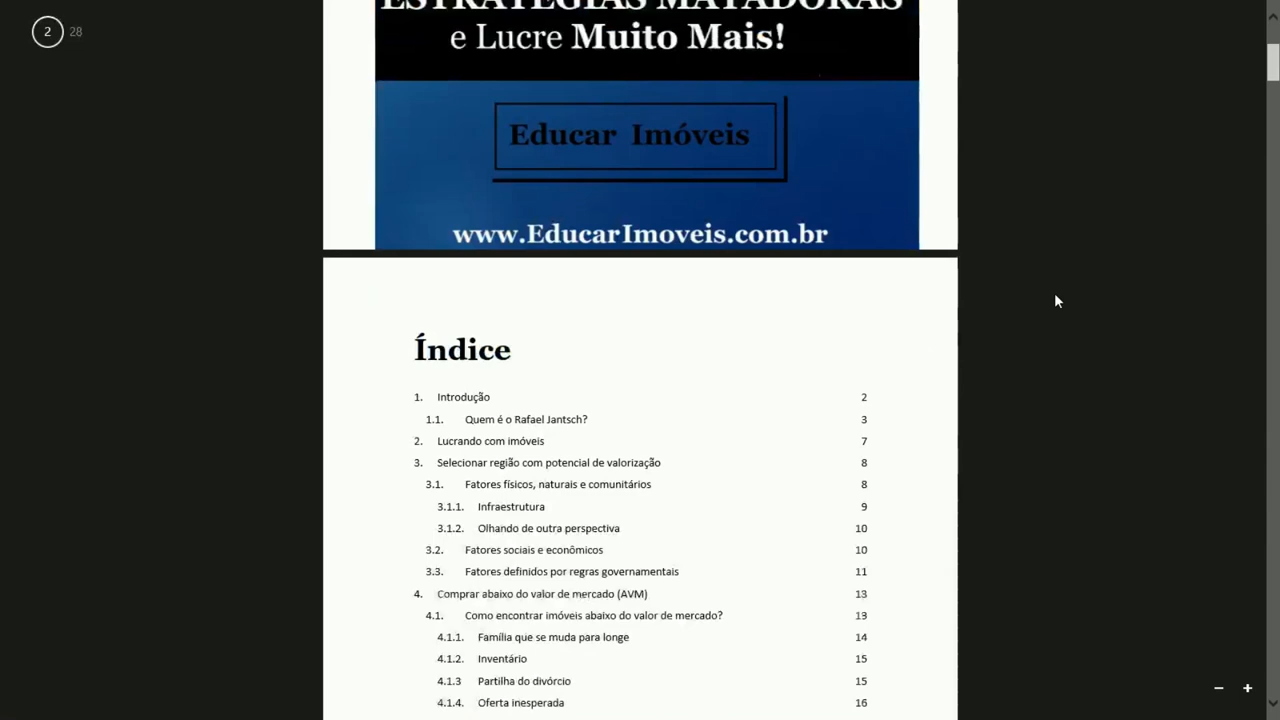 2 28
ESTRATÉGIAS MATADORAS
e Lucre Muito Mais!
Educar Imóveis
www.EducarImoveis.com.br
Índice
1. Introdução 2
1.1. Quem é o Rafael Jantsch? 3
2. Lucrando com imóveis 7
3. Selecionar região com potencial de valorização 8
3.1. Fatores físicos, naturais e comunitários 8
3.1.1. Infraestrutura 9
3.1.2. Olhando de outra perspectiva 10
3.2. Fatores sociais e econômicos 10
3.3. Fatores definidos por regras governamentais 11
4. Comprar abaixo do valor de mercado (AVM) 13
4.1. Como encontrar imóveis abaixo do valor de mercado? 13
4.1.1. Família que se muda para longe 14
4.1.2. Inventário 15
4.1.3 Partilha do divórcio 15
4.1.4. Oferta inesperada 16